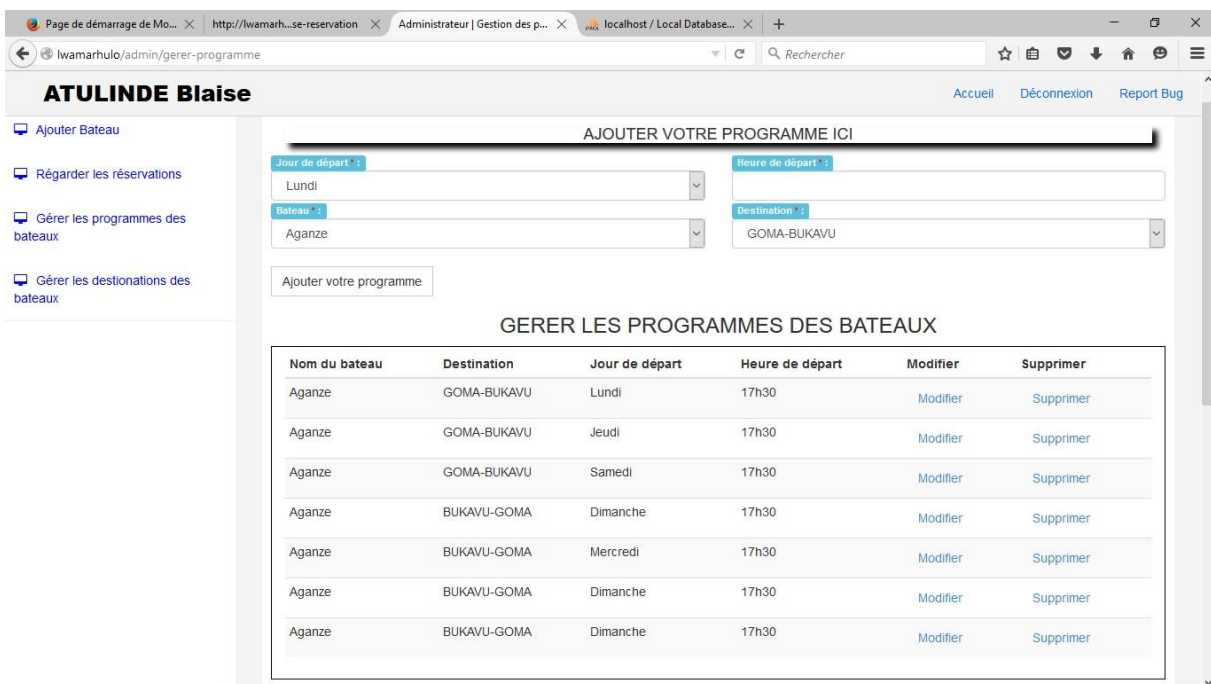 Page de démarrage de Mo...
http://lwamarh...se-reservation
Administrateur | Gestion des p...
localhost / Local Database...
lwamarhulo/admin/gerer-programme
Rechercher
ATULINDE Blaise
Accueil Déconnexion Report Bug
Ajouter Bateau
Régarder les réservations
Gérer les programmes des
bateaux
Gérer les destionations des
bateaux
AJOUTER VOTRE PROGRAMME ICI
Jour de départ * :
Lundi
Heure de départ * :
Bateau * :
Aganze
Destination * :
GOMA-BUKAVU
Ajouter votre programme
GERER LES PROGRAMMES DES BATEAUX
Nom du bateau Destination Jour de départ Heure de départ Modifier Supprimer
Aganze GOMA-BUKAVU Lundi 17h30 Modifier Supprimer
Aganze GOMA-BUKAVU Jeudi 17h30 Modifier Supprimer
Aganze GOMA-BUKAVU Samedi 17h30 Modifier Supprimer
Aganze BUKAVU-GOMA Dimanche 17h30 Modifier Supprimer
Aganze BUKAVU-GOMA Mercredi 17h30 Modifier Supprimer
Aganze BUKAVU-GOMA Dimanche 17h30 Modifier Supprimer
Aganze BUKAVU-GOMA Dimanche 17h30 Modifier Supprimer